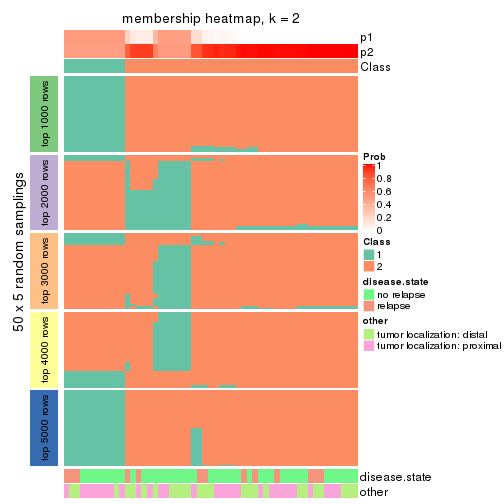 membership heatmap, k = 2
p1
p2
Class
50 x 5 random samplings
top 1000 rows
top 2000 rows
top 3000 rows
top 4000 rows
top 5000 rows
Prob
1
0.8
0.6
0.4
0.2
0
Class
1
2
disease.state
no relapse
relapse
other
tumor localization: distal
tumor localization: proximal
disease.state
other